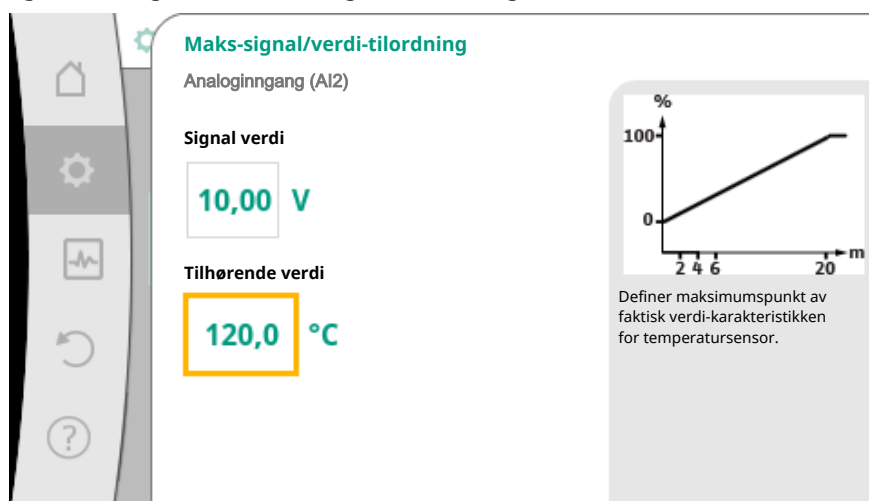 Maks-signal/verdi-tilordning
Analoginngang (AI2)
Signal verdi
10,00 V
Tilhørende verdi
120,0 °C
%
100
0
2 4 6 20 m
Definer maksimumspunkt av
faktisk verdi-karakteristikken
for temperatursensor.
?